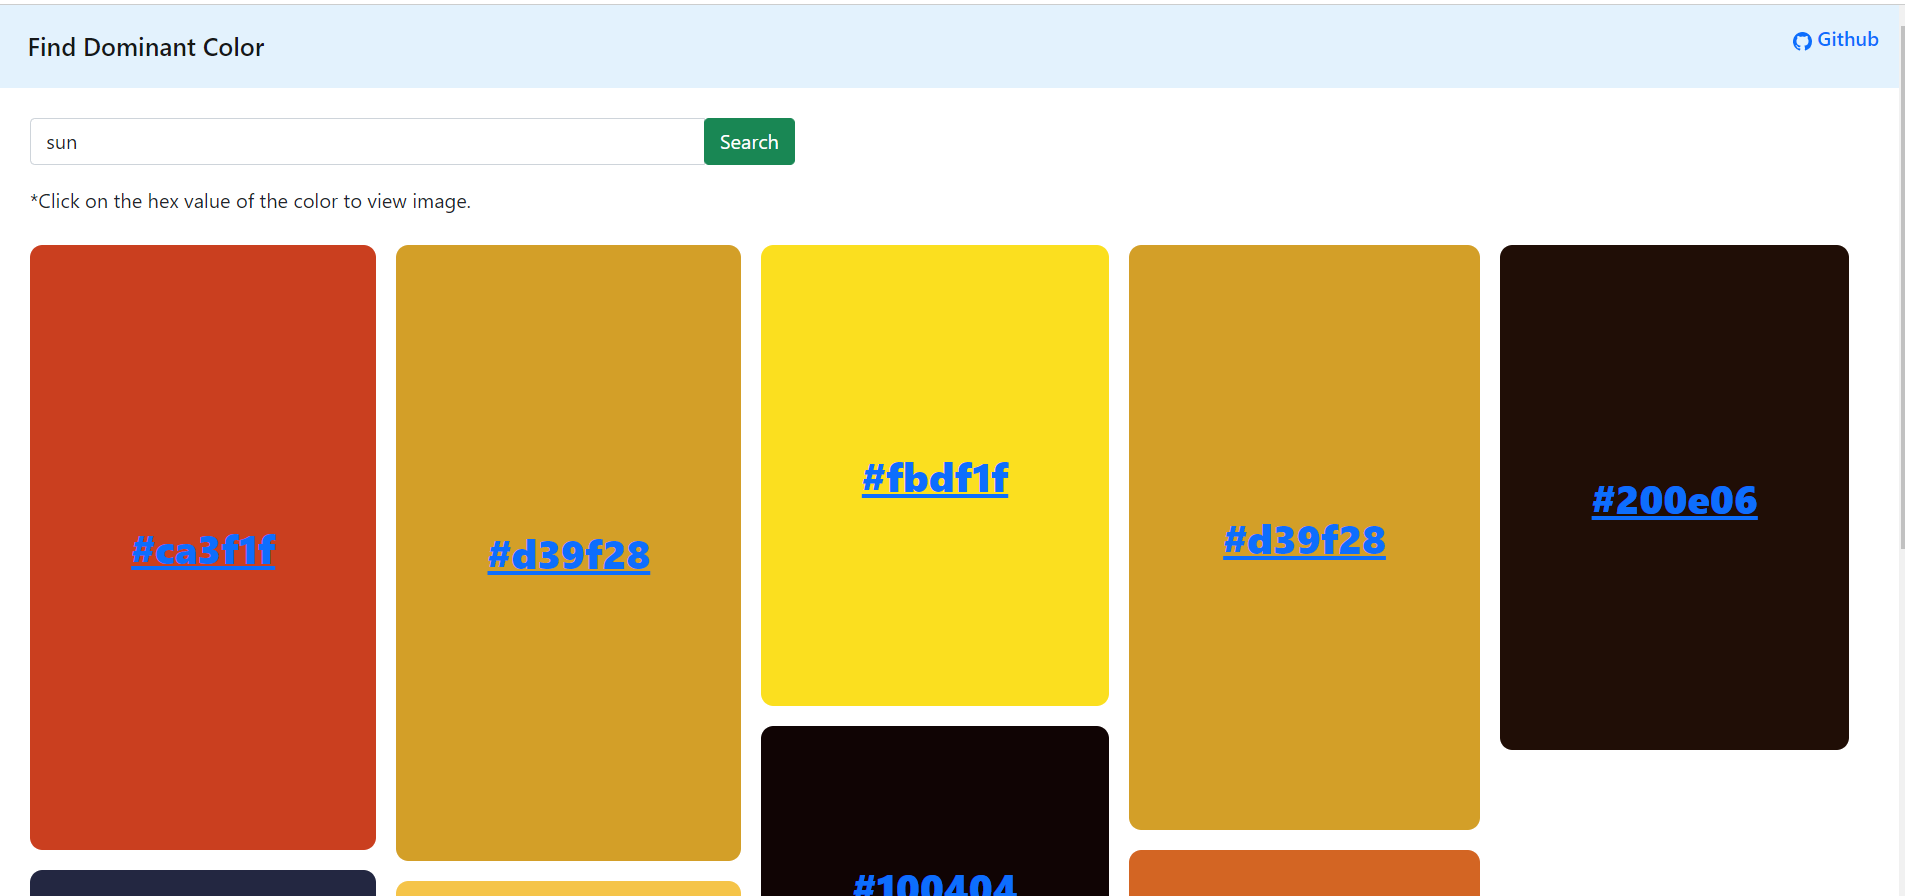 Find Dominant Color
Github
sun
Search
*Click on the hex value of the color to view image.
#ca3f1f
#d39f28
#fbdf1f
#d39f28
#200e06
#100404